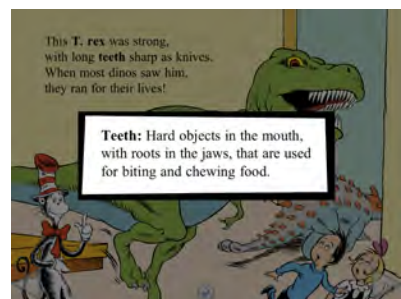 This T. rex was strong,
with long teeth sharp as knives.
When most dinos saw him,
they ran for their lives!
Teeth: Hard objects in the mouth,
with roots in the jaws, that are used
for biting and chewing food.